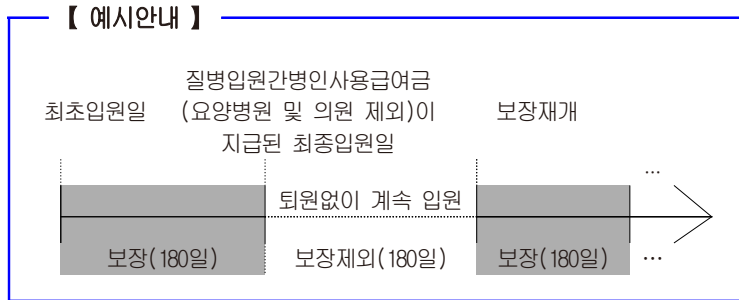 【 예시안내 】
질병입원간병인사용급여금
최초입원일 (요양병원 및 의원 제외)이 보장재개
지급된 최종입원일
...
퇴원없이 계속 입원
보장(180일) 보장제외(180일) 보장(180일) ...